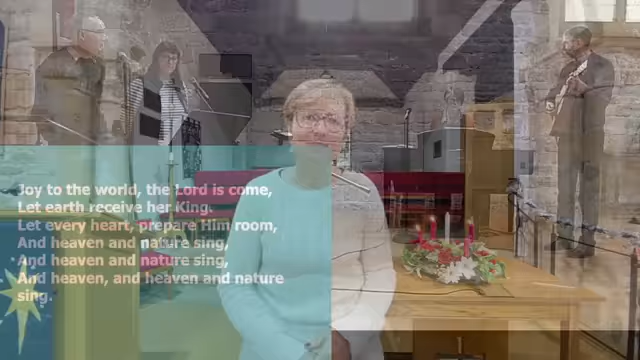 Joy to the world, the Lord is come,
Let earth receive her King.
Let every heart, prepare Him room,
And heaven and nature sing,
And heaven and nature sing,
And heaven, and heaven and nature
sing.